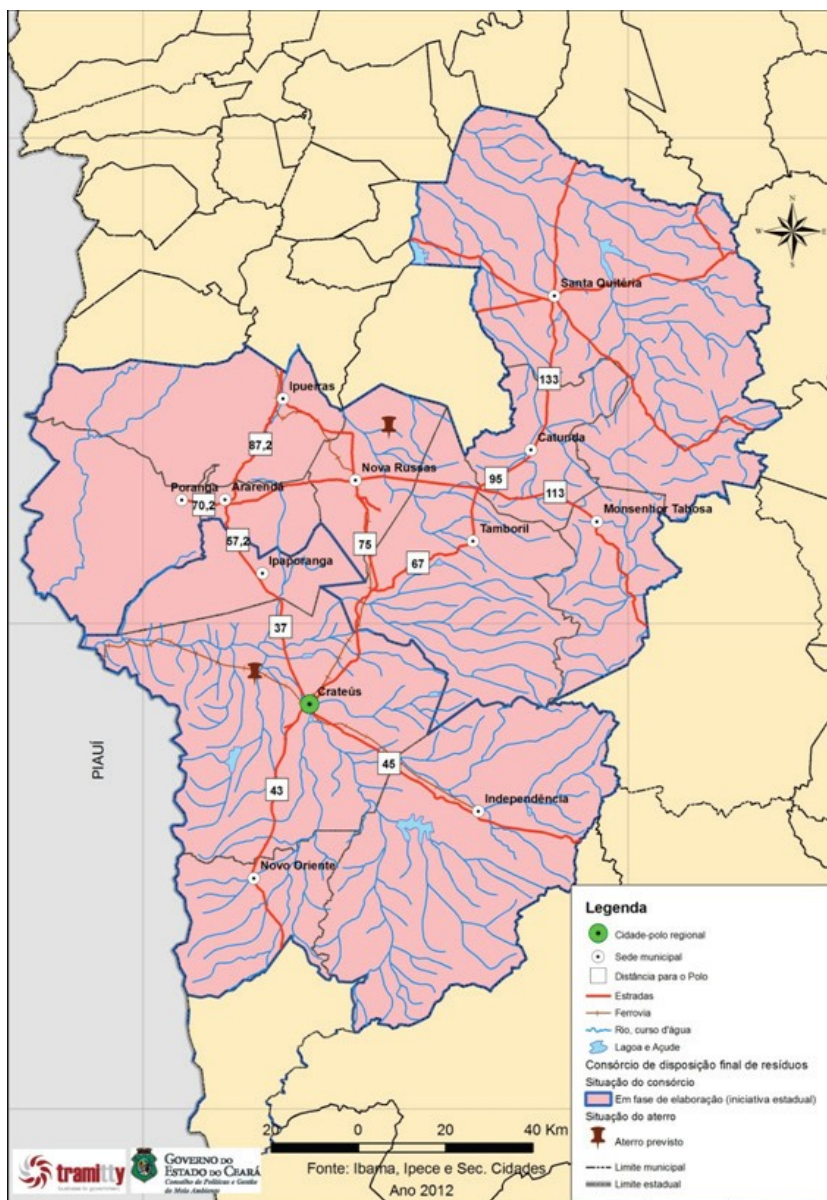 N
W
E
S
Santa Quitéria
133
Ipueiras
87,2
Catunda
Nova Russas
95
113
Poranga
Ararendá
70,2
Monsenhor Tabosa
57,2
75
Tamboril
67
Ipaporanga
37
Crateús
PIAUÍ
45
43
Independência
Novo Oriente
Legenda
Cidade-polo regional
Sede municipal
Distância para o Polo
Estradas
Ferrovia
Rio, curso d'água
Lagoa e Açude
Consórcio de disposição final de resíduos
Situação do consórcio
Em fase de elaboração (iniciativa estadual)
Situação do aterro
Aterro previsto
Limite municipal
Limite estadual
20 0 20 40 Km
tramitty
GOVERNO DO
ESTADO DO CEARÁ
Conselho de Políticas e Gestão
do Meio Ambiente
Fonte: Ibama, Ipece e Sec. Cidades
Ano 2012